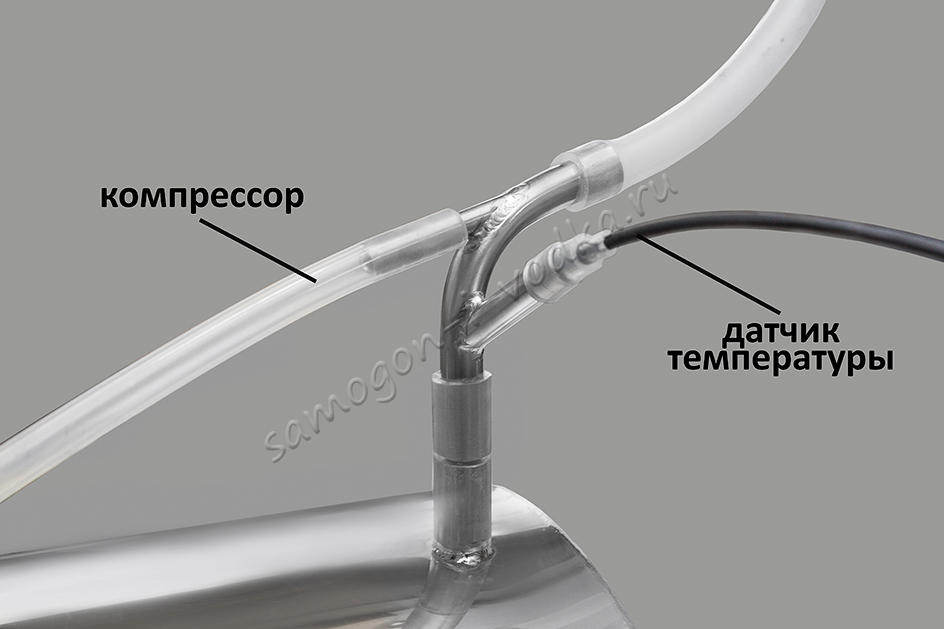 компрессор
датчик
температуры
samogon-i-vodka.ru